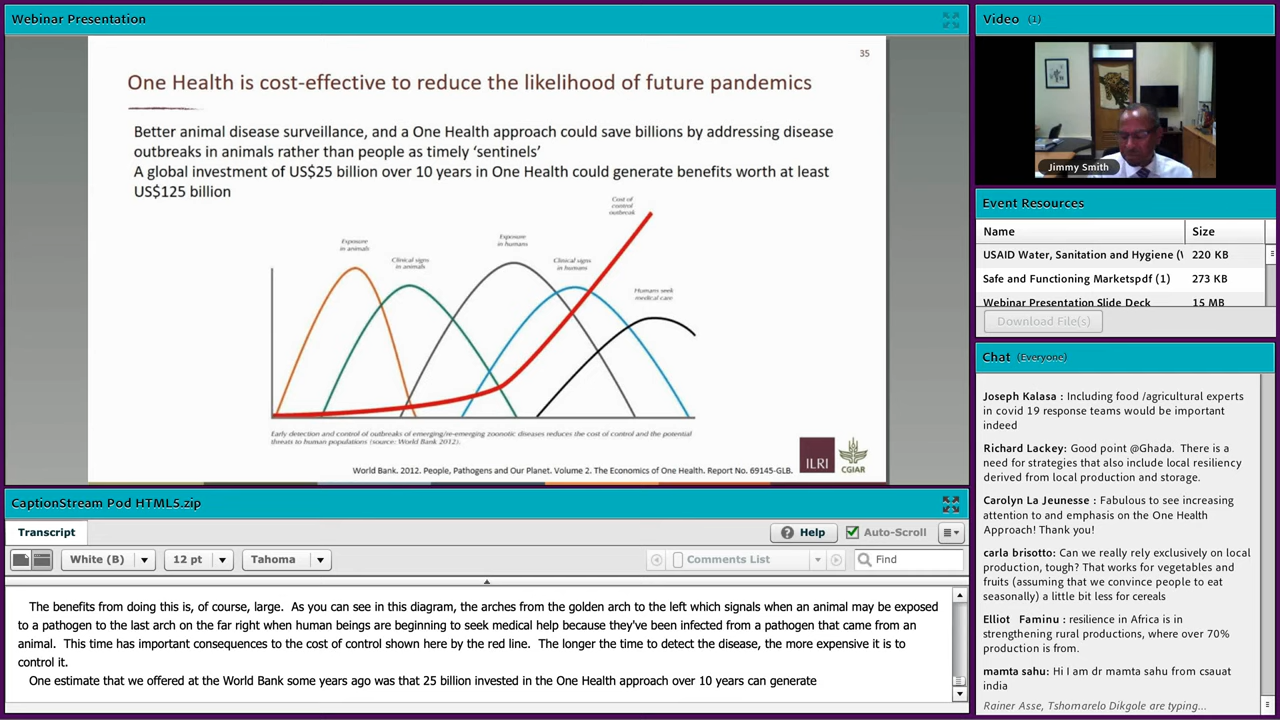 Webinar Presentation
35
One Health is cost-effective to reduce the likelihood of future pandemics
Better animal disease surveillance, and a One Health approach could save billions by addressing disease
outbreaks in animals rather than people as timely ‘sentinels’
A global investment of US$25 billion over 10 years in One Health could generate benefits worth at least
US$125 billion
Cost of
control
outbreak
Exposure
in animals
Clinical signs
in animals
Exposure
in humans
Clinical signs
in humans
Humans seek
medical care
Early detection and control of outbreaks of emerging/re-emerging zoonotic diseases reduces the cost of control and the potential
threats to human populations (source: World Bank 2012).
World Bank. 2012. People, Pathogens and Our Planet. Volume 2. The Economics of One Health. Report No. 69145-GLB.
ILRI
CGIAR
CaptionStream Pod HTML5.zip
Transcript
Help
Auto-Scroll
White (B)
12 pt
Tahoma
Comments List
Find
The benefits from doing this is, of course, large. As you can see in this diagram, the arches from the golden arch to the left which signals when an animal may be exposed
to a pathogen to the last arch on the far right when human beings are beginning to seek medical help because they've been infected from a pathogen that came from an
animal. This time has important consequences to the cost of control shown here by the red line. The longer the time to detect the disease, the more expensive it is to
control it.
One estimate that we offered at the World Bank some years ago was that 25 billion invested in the One Health approach over 10 years can generate
Video (1)
Jimmy Smith
Event Resources
Name Size
USAID Water, Sanitation and Hygiene (\ 220 KB
Safe and Functioning Marketspdf (1) 273 KB
Webinar Presentation Slide Deck 15 MB
Download File(s)
Chat (Everyone)
Joseph Kalasa : Including food /agricultural experts
in covid 19 response teams would be important
indeed
Richard Lackey: Good point @Ghada. There is a
need for strategies that also include local resiliency
derived from local production and storage.
Carolyn La Jeunesse : Fabulous to see increasing
attention to and emphasis on the One Health
Approach! Thank you!
carla brisotto: Can we really rely exclusively on local
production, tough? That works for vegetables and
fruits (assuming that we convince people to eat
seasonally) a little bit less for cereals
Elliot Faminu : resilience in Africa is in
strengthening rural productions, where over 70%
production is from.
mamta sahu: Hi I am dr mamta sahu from csauat
india
Rainer Asse, Tshomarelo Dikgole are typing...